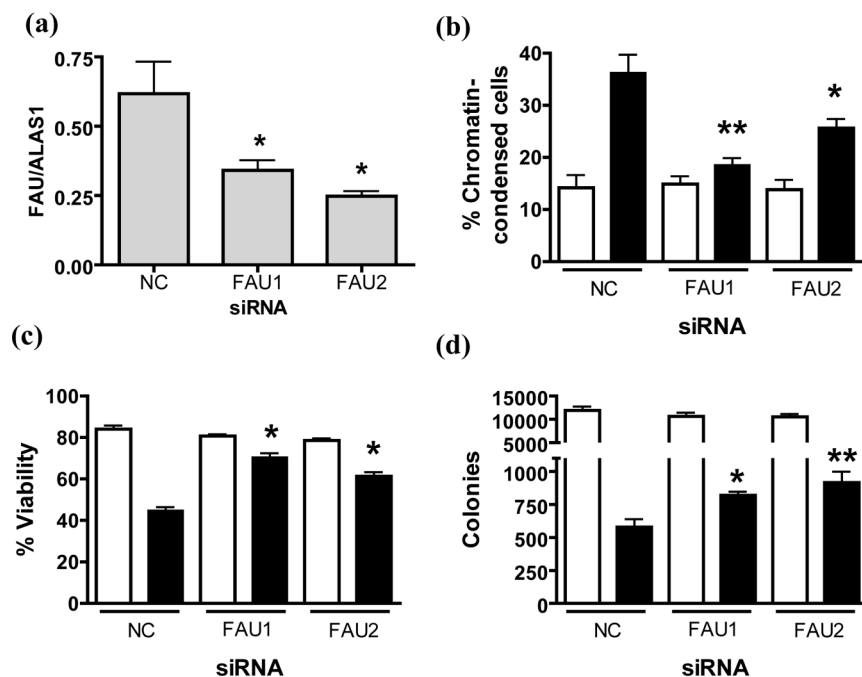 (a)
0.75
0.50
0.25
0.00
FAU/ALAS1
*
*
NC
FAU1
FAU2
siRNA
(b)
40
30
20
10
0
% Chromatin-
condensed cells
**
*
NC
FAU1
FAU2
siRNA
(c)
100
80
60
40
20
0
% Viability
*
*
NC
FAU1
FAU2
siRNA
(d)
15000
10000
5000
1000
750
500
250
0
Colonies
*
**
NC
FAU1
FAU2
siRNA